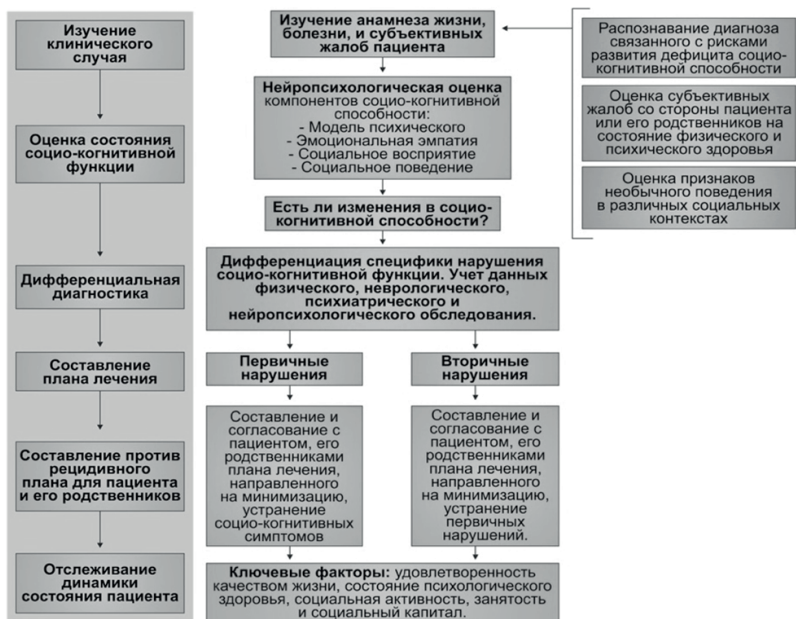 Изучение
клинического
случая
Оценка состояния
социо-когнитивной
функции
Дифференциальная
диагностика
Составление
плана лечения
Составление против
рецидивного
плана для пациента
и его родственников
Отслеживание
динамики
состояния пациента
Изучение анамнеза жизни,
болезни, и субъективных
жалоб пациента
Нейропсихологическая оценка
компонентов социо-когнитивной
способности:
- Модель психического
- Эмоциональная эмпатия
- Социальное восприятие
- Социальное поведение
Есть ли изменения в социо-
когнитивной способности?
Дифференциация специфики нарушения
социо-когнитивной функции. Учет данных
физического, неврологического,
психиатрического и
нейропсихологического обследования.
Первичные
нарушения
Составление и
согласование с
пациентом, его
родственниками
плана лечения,
направленного
на минимизацию,
устранение
социо-когнитивных
симптомов
Вторичные
нарушения
Составление и
согласование с
пациентом, его
родственниками
плана лечения,
направленного
на минимизацию,
устранение
первичных
нарушений.
Ключевые факторы: удовлетворенность
качеством жизни, состояние психологического
здоровья, социальная активность, занятость
и социальный капитал.
Распознавание диагноза
связанного с рисками
развития дефицита социо-
когнитивной способности
Оценка субъективных
жалоб со стороны пациента
или его родственников на
состояние физического и
психического здоровья
Оценка признаков
необычного поведения
в различных социальных
контекстах